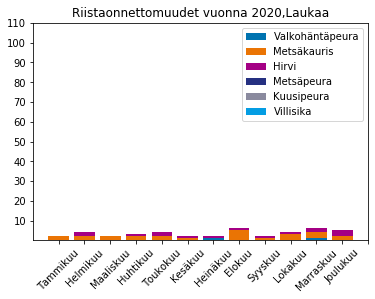 Riistaonnettomuudet vuonna 2020,Laukaa
110
100
90
80
70
60
50
40
30
20
10
Valkohäntäpeura
Metsäkauris
Hirvi
Metsäpeura
Kuusipeura
Villisika
Tammikuu
Helmikuu
Maaliskuu
Huhtikuu
Toukokuu
Kesäkuu
Heinäkuu
Elokuu
Syyskuu
Lokakuu
Marraskuu
Joulukuu